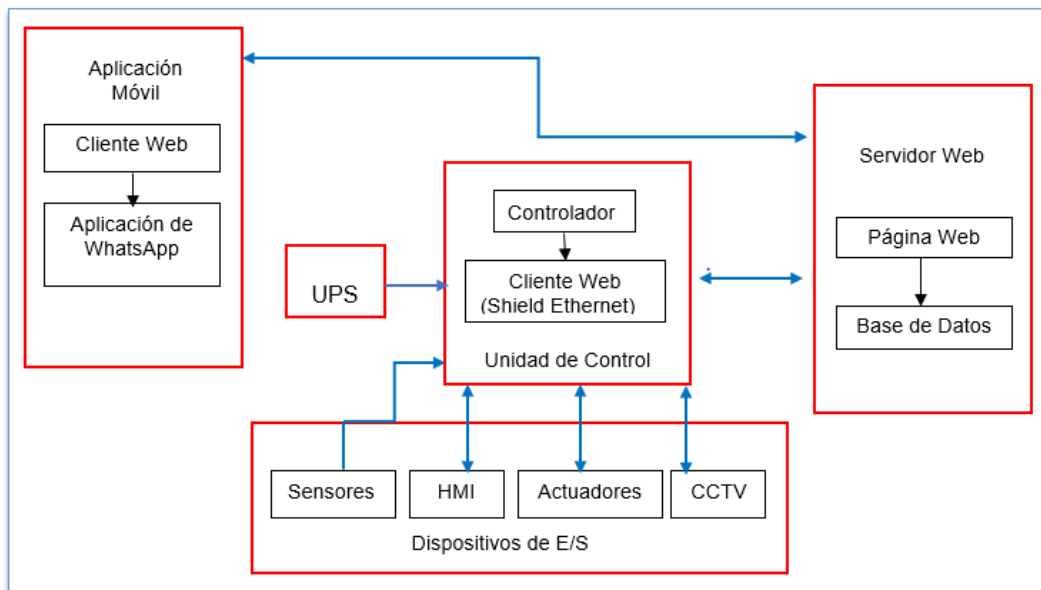 Aplicación
Móvil
Cliente Web
Aplicación de
WhatsApp
Servidor Web
Página Web
Base de Datos
Controlador
Cliente Web
(Shield Ethernet)
Unidad de Control
UPS
Sensores
HMI
Actuadores
CCTV
Dispositivos de E/S